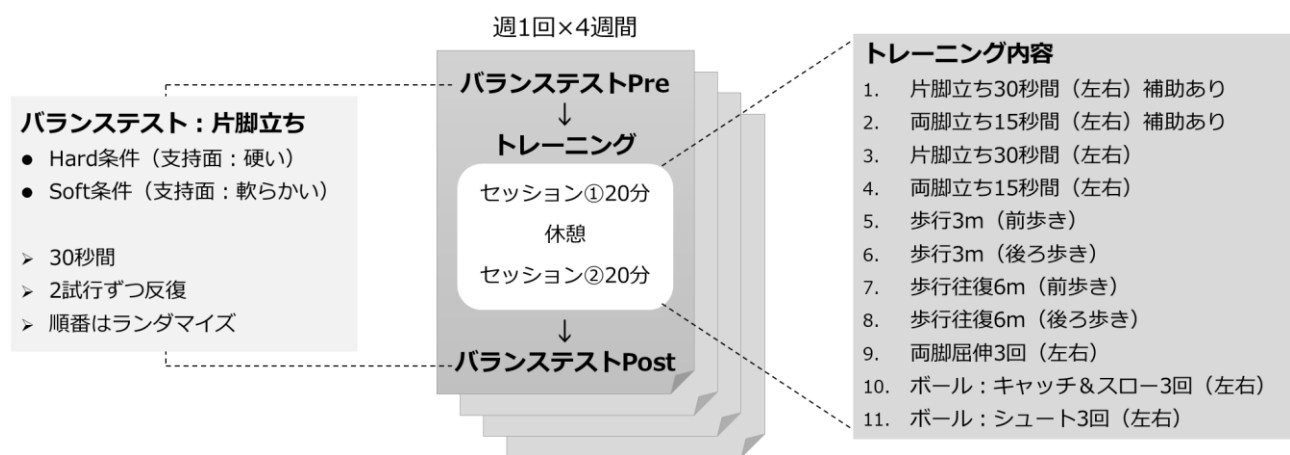 週1回×4週間
バランステスト：片脚立ち
● Hard条件（支持面：硬い）
● Soft条件（支持面：軟らかい）
➢ 30秒間
➢ 2試行ずつ反復
➢ 順番はランダマイズ
バランステストPre
↓
トレーニング
セッション①20分
休憩
セッション②20分
↓
バランステストPost
トレーニング内容
1. 片脚立ち30秒間（左右）補助あり
2. 両脚立ち15秒間（左右）補助あり
3. 片脚立ち30秒間（左右）
4. 両脚立ち15秒間（左右）
5. 歩行3m（前歩き）
6. 歩行3m（後ろ歩き）
7. 歩行往復6m（前歩き）
8. 歩行往復6m（後ろ歩き）
9. 両脚屈伸3回（左右）
10. ボール：キャッチ＆スロー3回（左右）
11. ボール：シュート3回（左右）